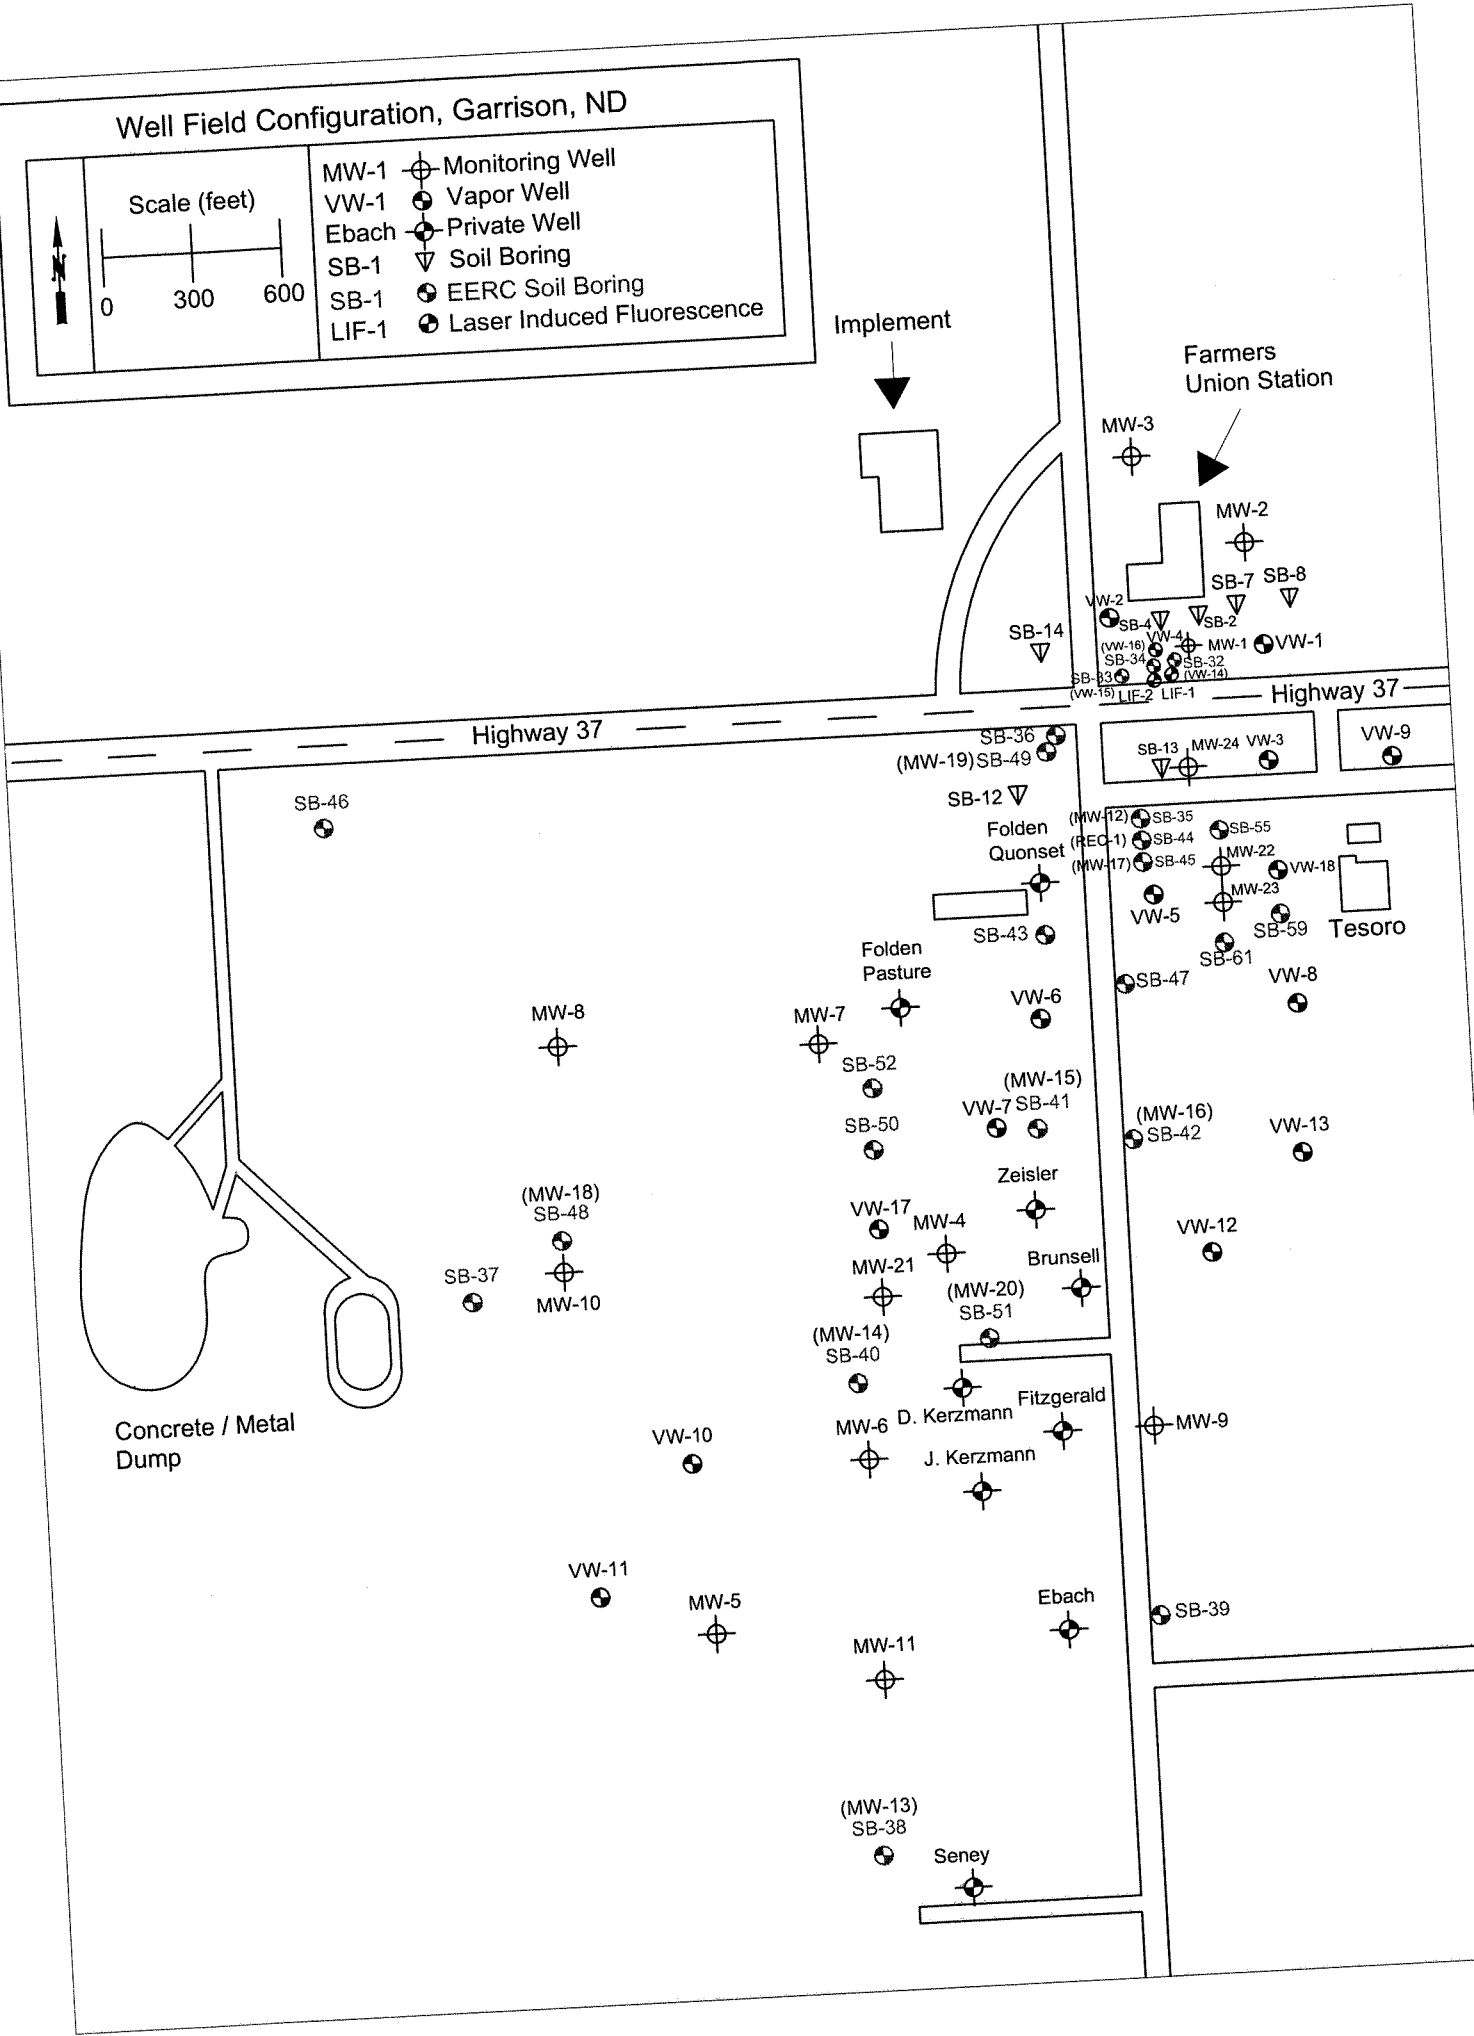 Well Field Configuration, Garrison, ND
N
Scale (feet)
0 300 600
MW-1 Monitoring Well
VW-1 Vapor Well
Ebach Private Well
SB-1 Soil Boring
SB-1 EERC Soil Boring
LIF-1 Laser Induced Fluorescence
Implement
Farmers
Union Station
MW-3
MW-2
SB-7 SB-8
VW-2
SB-4 SB-2
SB-14
VW-4
(VW-16) MW-1 VW-1
SB-34 SB-32
SB-33 (VW-14)
(VW-15) LIF-2 LIF-1
Highway 37
Highway 37
SB-36
(MW-19) SB-49
SB-13 MW-24 VW-3 VW-9
SB-46
SB-12
(MW-12) SB-35
SB-55
Folden
Quonset
(REC-1) SB-44
(MW-17) SB-45
MW-22
VW-18
MW-23
VW-5
SB-59
Tesoro
SB-43
SB-61
Folden
Pasture
SB-47
VW-8
VW-6
MW-8
MW-7
SB-52
(MW-15)
VW-7 SB-41
SB-50
(MW-16)
SB-42
VW-13
Zeisler
(MW-18)
SB-48
VW-17
MW-4
VW-12
Brunsell
MW-21
SB-37
MW-10
(MW-20)
SB-51
(MW-14)
SB-40
Concrete / Metal
Dump
D. Kerzmann
Fitzgerald
MW-9
VW-10
MW-6
J. Kerzmann
VW-11
MW-5
Ebach
SB-39
MW-11
(MW-13)
SB-38
Seney